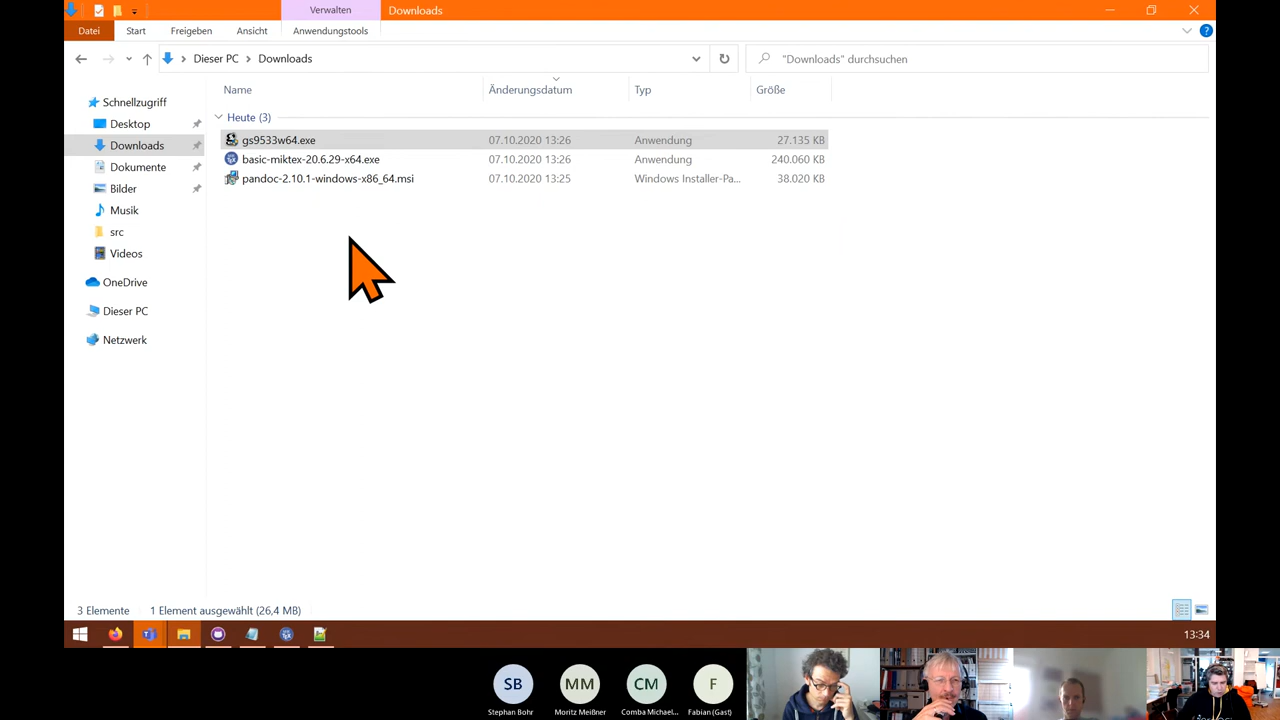 Verwalten
Downloads
Datei
Start
Freigeben
Ansicht
Anwendungstools
Dieser PC
Downloads
"Downloads" durchsuchen
Name
Änderungsdatum
Typ
Größe
Schnellzugriff
Desktop
Downloads
Dokumente
Bilder
Musik
src
Videos
OneDrive
Dieser PC
Netzwerk
Heute (3)
gs9533w64.exe 07.10.2020 13:26 Anwendung 27.135 KB
basic-miktex-20.6.29-x64.exe 07.10.2020 13:26 Anwendung 240.060 KB
pandoc-2.10.1-windows-x86_64.msi 07.10.2020 13:25 Windows Installer-Pa... 38.020 KB
3 Elemente
1 Element ausgewählt (26,4 MB)
13:34
SB
MM
CM
F
Stephan Bohr
Moritz Meißner
Comba Michael...
Fabian (Gast)